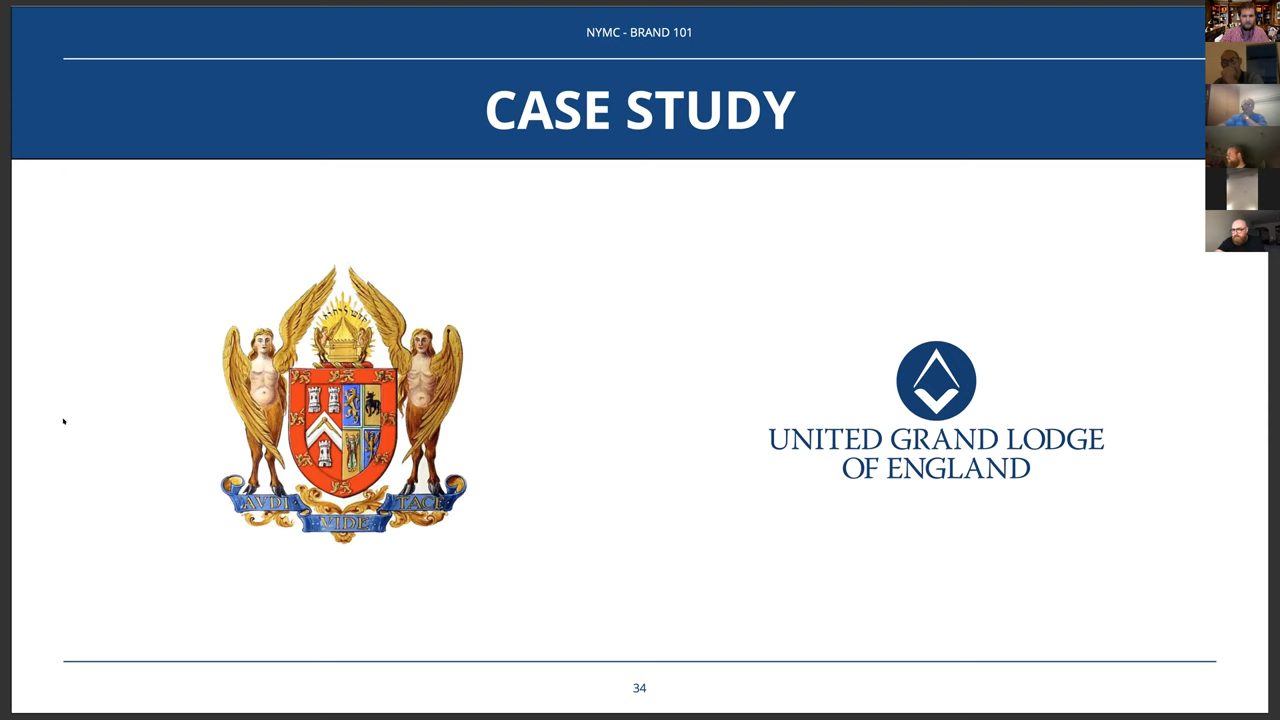 NYMC - BRAND 101
CASE STUDY
AVDI
VIDE
TACE
UNITED GRAND LODGE
OF ENGLAND
34